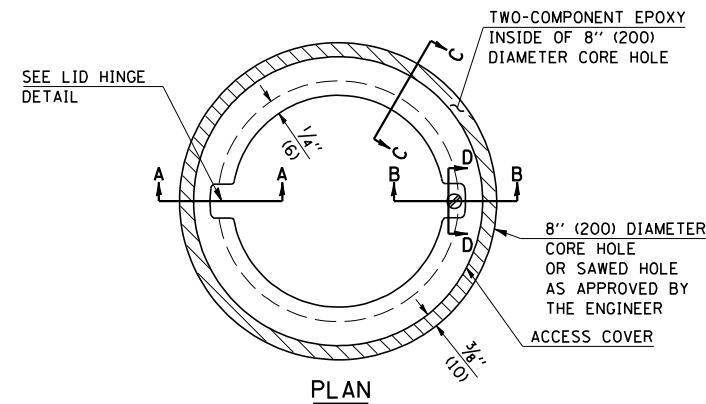 TWO-COMPONENT EPOXY
INSIDE OF 8" (200)
DIAMETER CORE HOLE
SEE LID HINGE
DETAIL
C
C
1/4"
(6)
A
A
B
B
D
D
8" (200) DIAMETER
CORE HOLE
OR SAWED HOLE
AS APPROVED BY
THE ENGINEER
ACCESS COVER
3/8"
(10)
PLAN